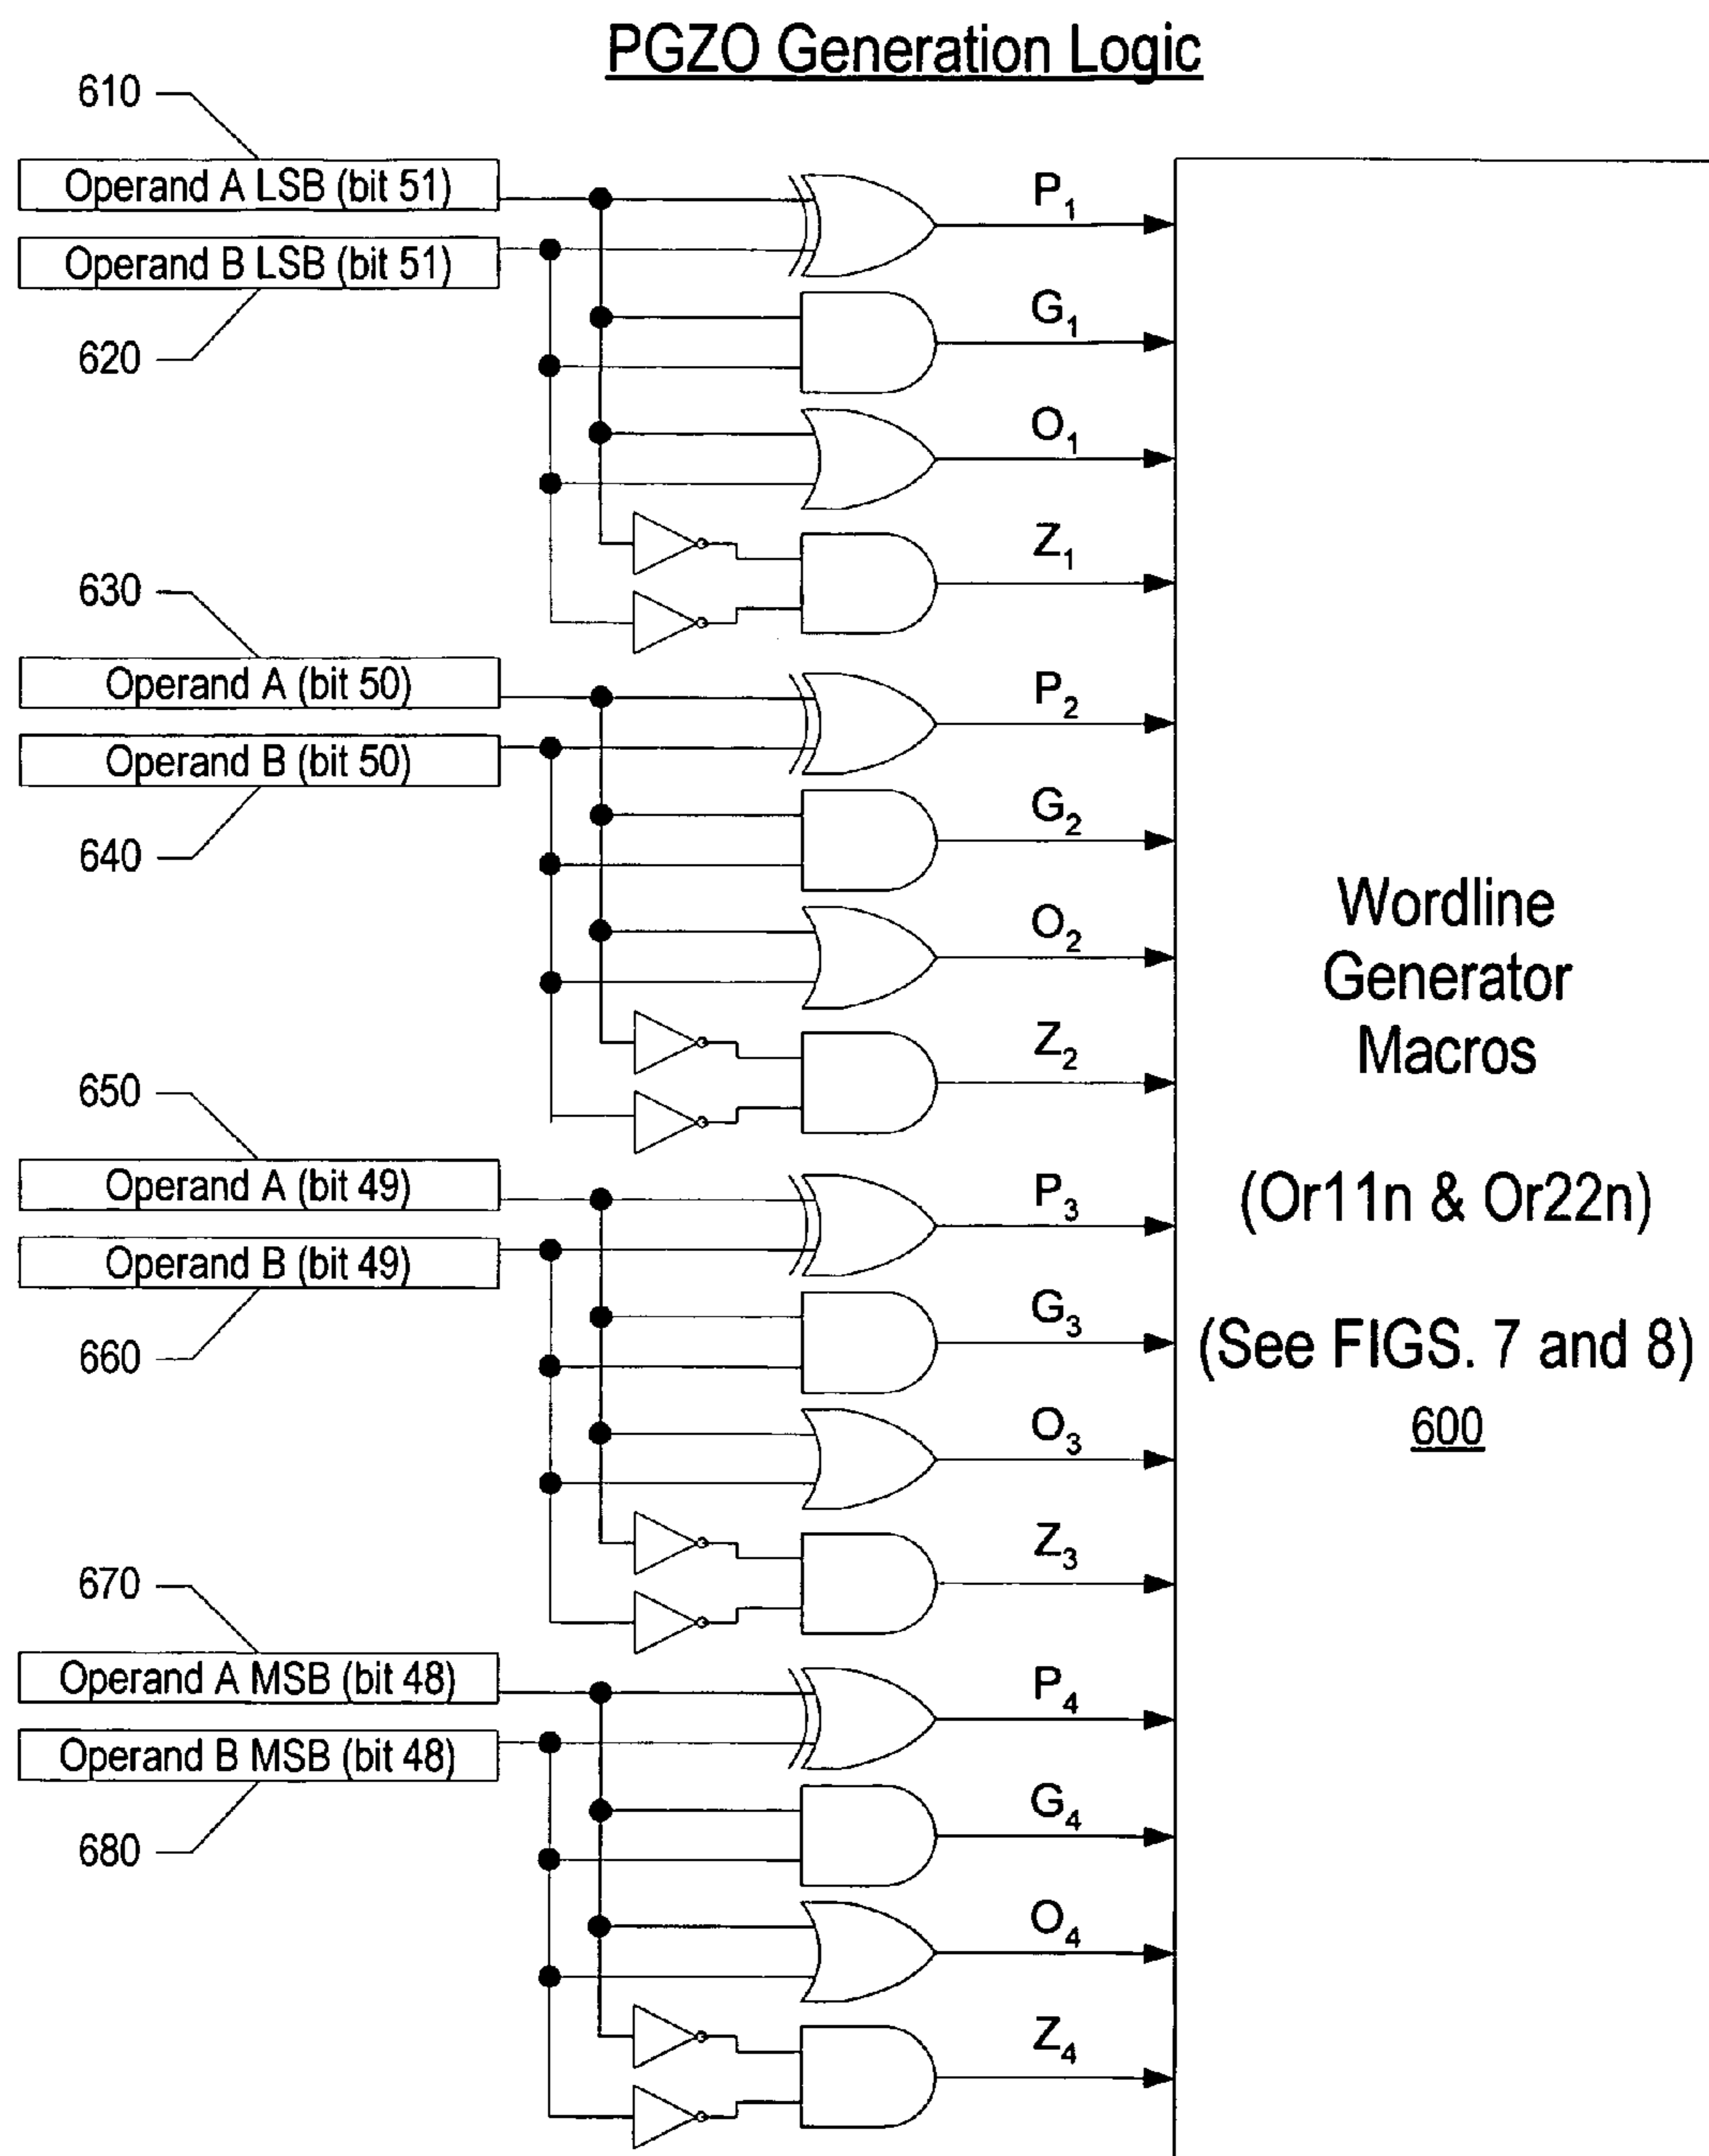 PGZO Generation Logic
610
Operand A LSB (bit 51)
Operand B LSB (bit 51)
620
P1
G1
O1
Z1
630
Operand A (bit 50)
Operand B (bit 50)
640
P2
G2
O2
Z2
650
Operand A (bit 49)
Operand B (bit 49)
660
P3
G3
O3
Z3
670
Operand A MSB (bit 48)
Operand B MSB (bit 48)
680
P4
G4
O4
Z4
Wordline
Generator
Macros
(Or11n & Or22n)
(See FIGS. 7 and 8)
600